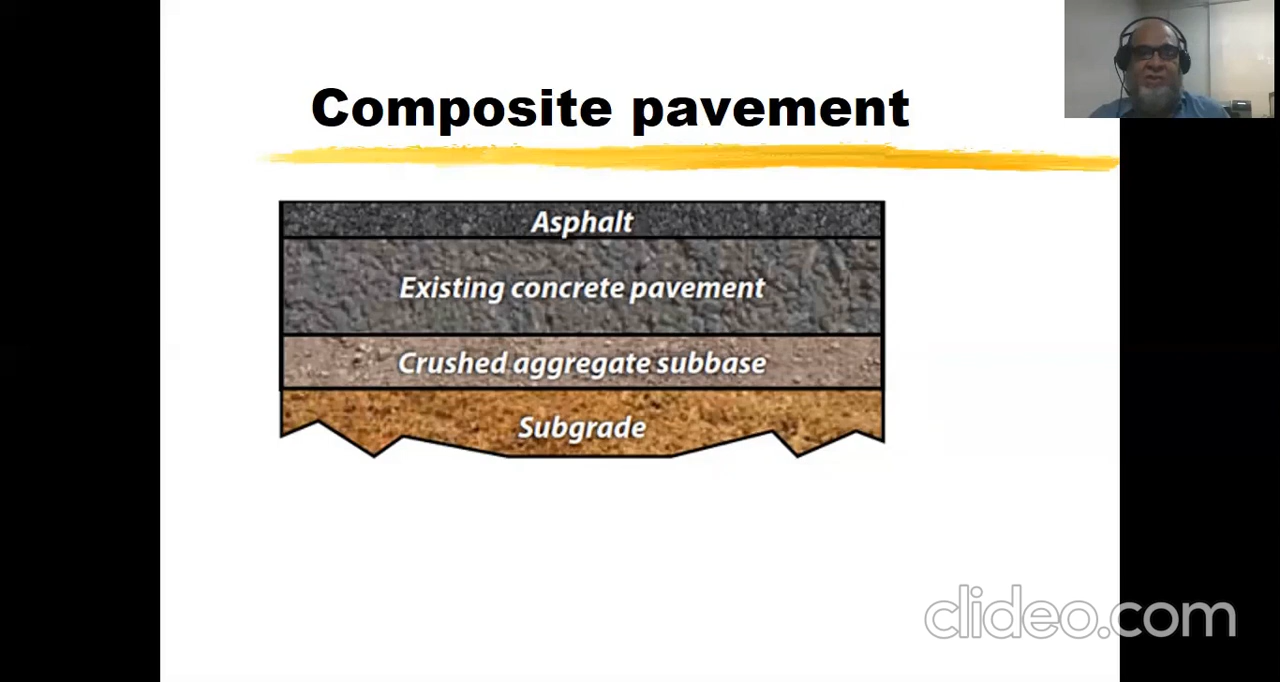 Composite pavement
Asphalt
Existing concrete pavement
Crushed aggregate subbase
Subgrade
clideo.com